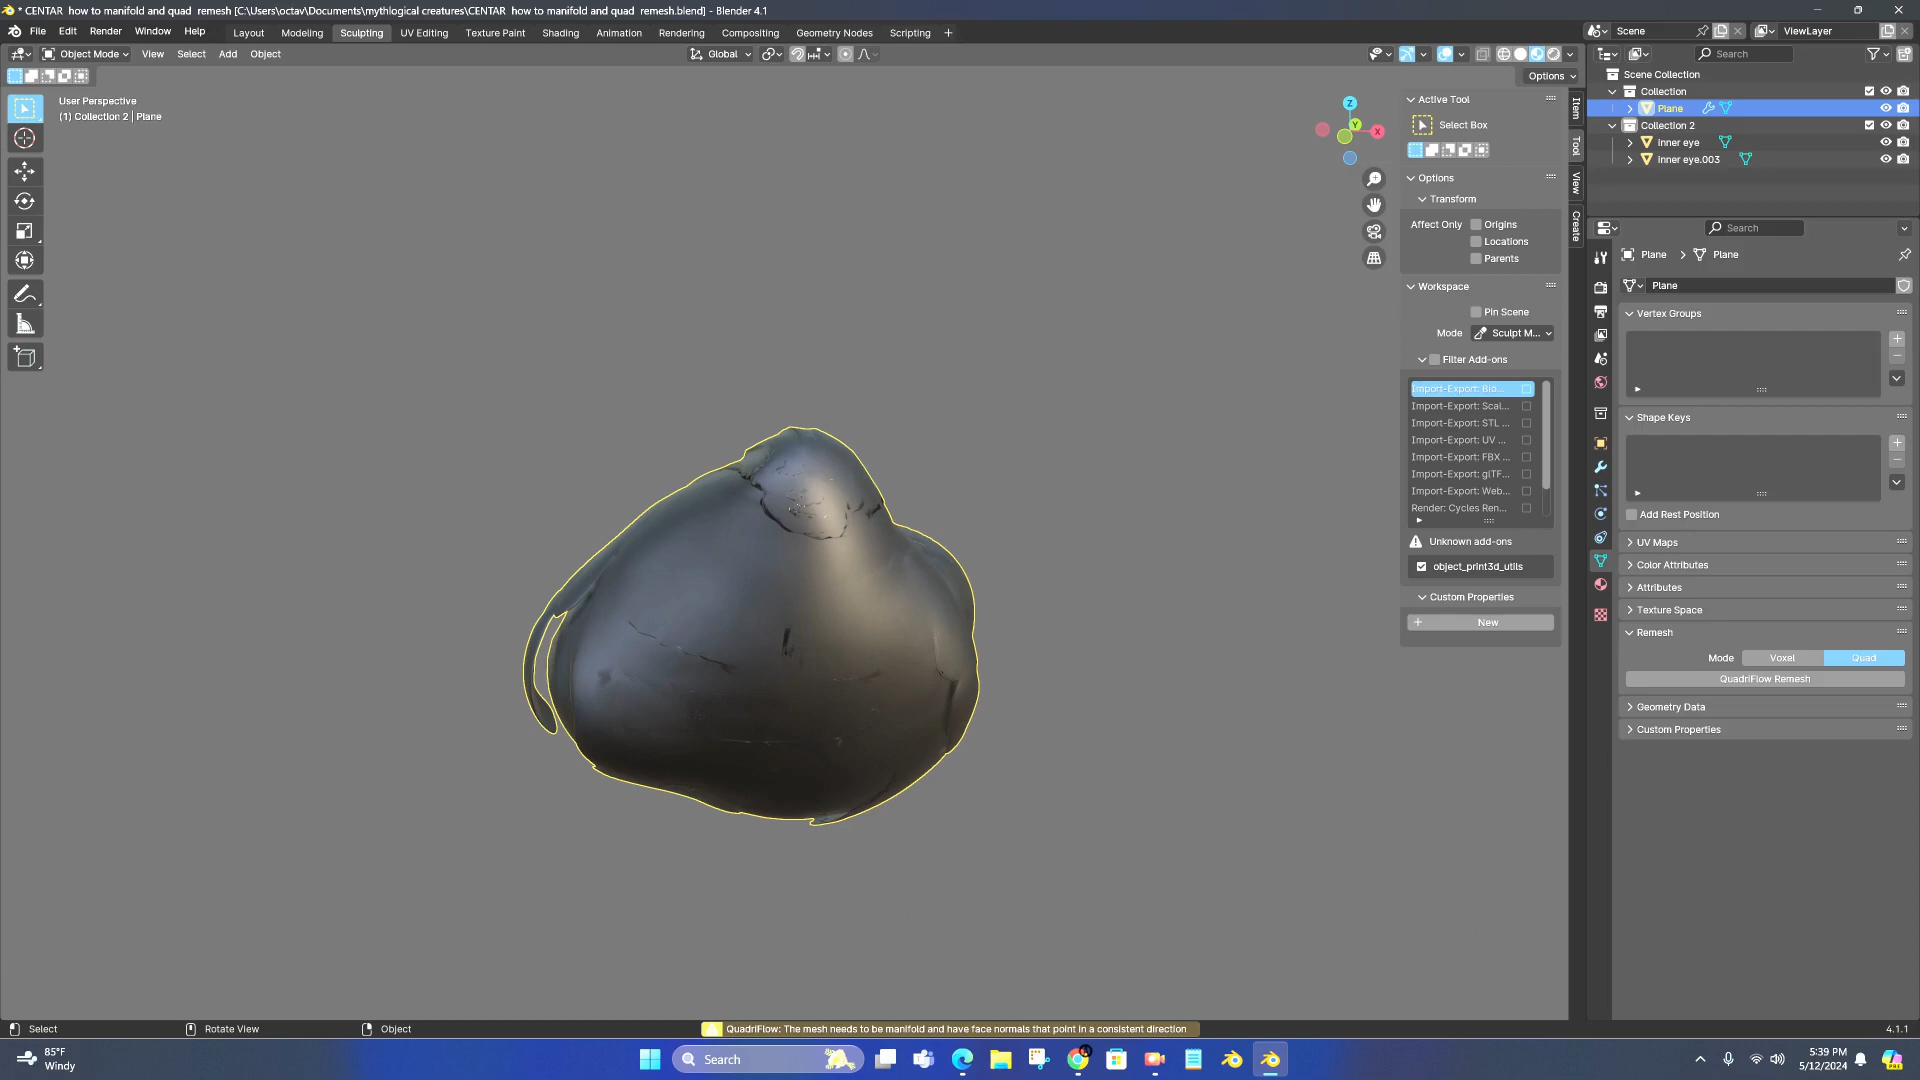 * CENTAR how to manifold and quad remesh [C:\Users\octav\Documents\mythlogical creatures\CENTAR how to manifold and quad remesh.blend] - Blender 4.1
File Edit Render Window Help Layout Modeling Sculpting UV Editing Texture Paint Shading Animation Rendering Compositing Geometry Nodes Scripting + Scene ViewLayer
Object Mode View Select Add Object Global Search
Options
User Perspective
(1) Collection 2 | Plane
Z
Y
X
Active Tool
Select Box
Options
Transform
Affect Only Origins
Locations
Parents
Workspace
Pin Scene
Mode Sculpt M...
Filter Add-ons
Import-Export: Bio...
Import-Export: Scal...
Import-Export: STL ...
Import-Export: UV ...
Import-Export: FBX ...
Import-Export: glTF...
Import-Export: Web...
Render: Cycles Ren...
Unknown add-ons
object_print3d_utils
Custom Properties
+ New
Item
Tool
View
Create
Scene Collection
Collection
Plane
Collection 2
Inner eye
Inner eye.003
Search
Plane > Plane
Plane
Vertex Groups
Shape Keys
Add Rest Position
UV Maps
Color Attributes
Attributes
Texture Space
Remesh
Mode Voxel Quad
QuadriFlow Remesh
Geometry Data
Custom Properties
Select Rotate View Object QuadriFlow: The mesh needs to be manifold and have face normals that point in a consistent direction 4.1.1
85°F
Windy
Search
5:39 PM
5/12/2024
PRE